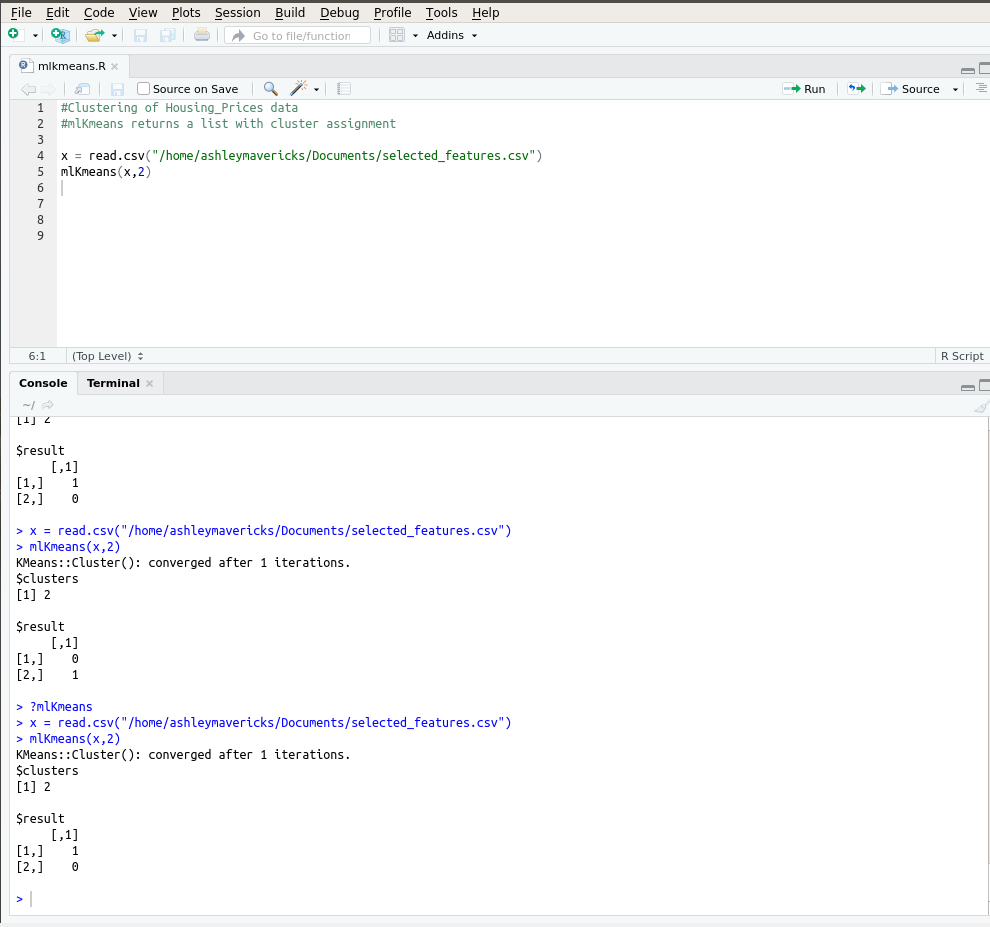 File Edit Code View Plots Session Build Debug Profile Tools Help
Go to file/function Addins
mlkmeans.R
Source on Save Run Source
1 #Clustering of Housing_Prices data
2 #mlKmeans returns a list with cluster assignment
3
4 x = read.csv("/home/ashleymavericks/Documents/selected_features.csv")
5 mlKmeans(x,2)
6
7
8
9
6:1 (Top Level) R Script
Console Terminal
~/
[1] 2
$result
[,1]
[1,] 1
[2,] 0
> x = read.csv("/home/ashleymavericks/Documents/selected_features.csv")
> mlKmeans(x,2)
KMeans::Cluster(): converged after 1 iterations.
$clusters
[1] 2
$result
[,1]
[1,] 0
[2,] 1
> ?mlKmeans
> x = read.csv("/home/ashleymavericks/Documents/selected_features.csv")
> mlKmeans(x,2)
KMeans::Cluster(): converged after 1 iterations.
$clusters
[1] 2
$result
[,1]
[1,] 1
[2,] 0
>